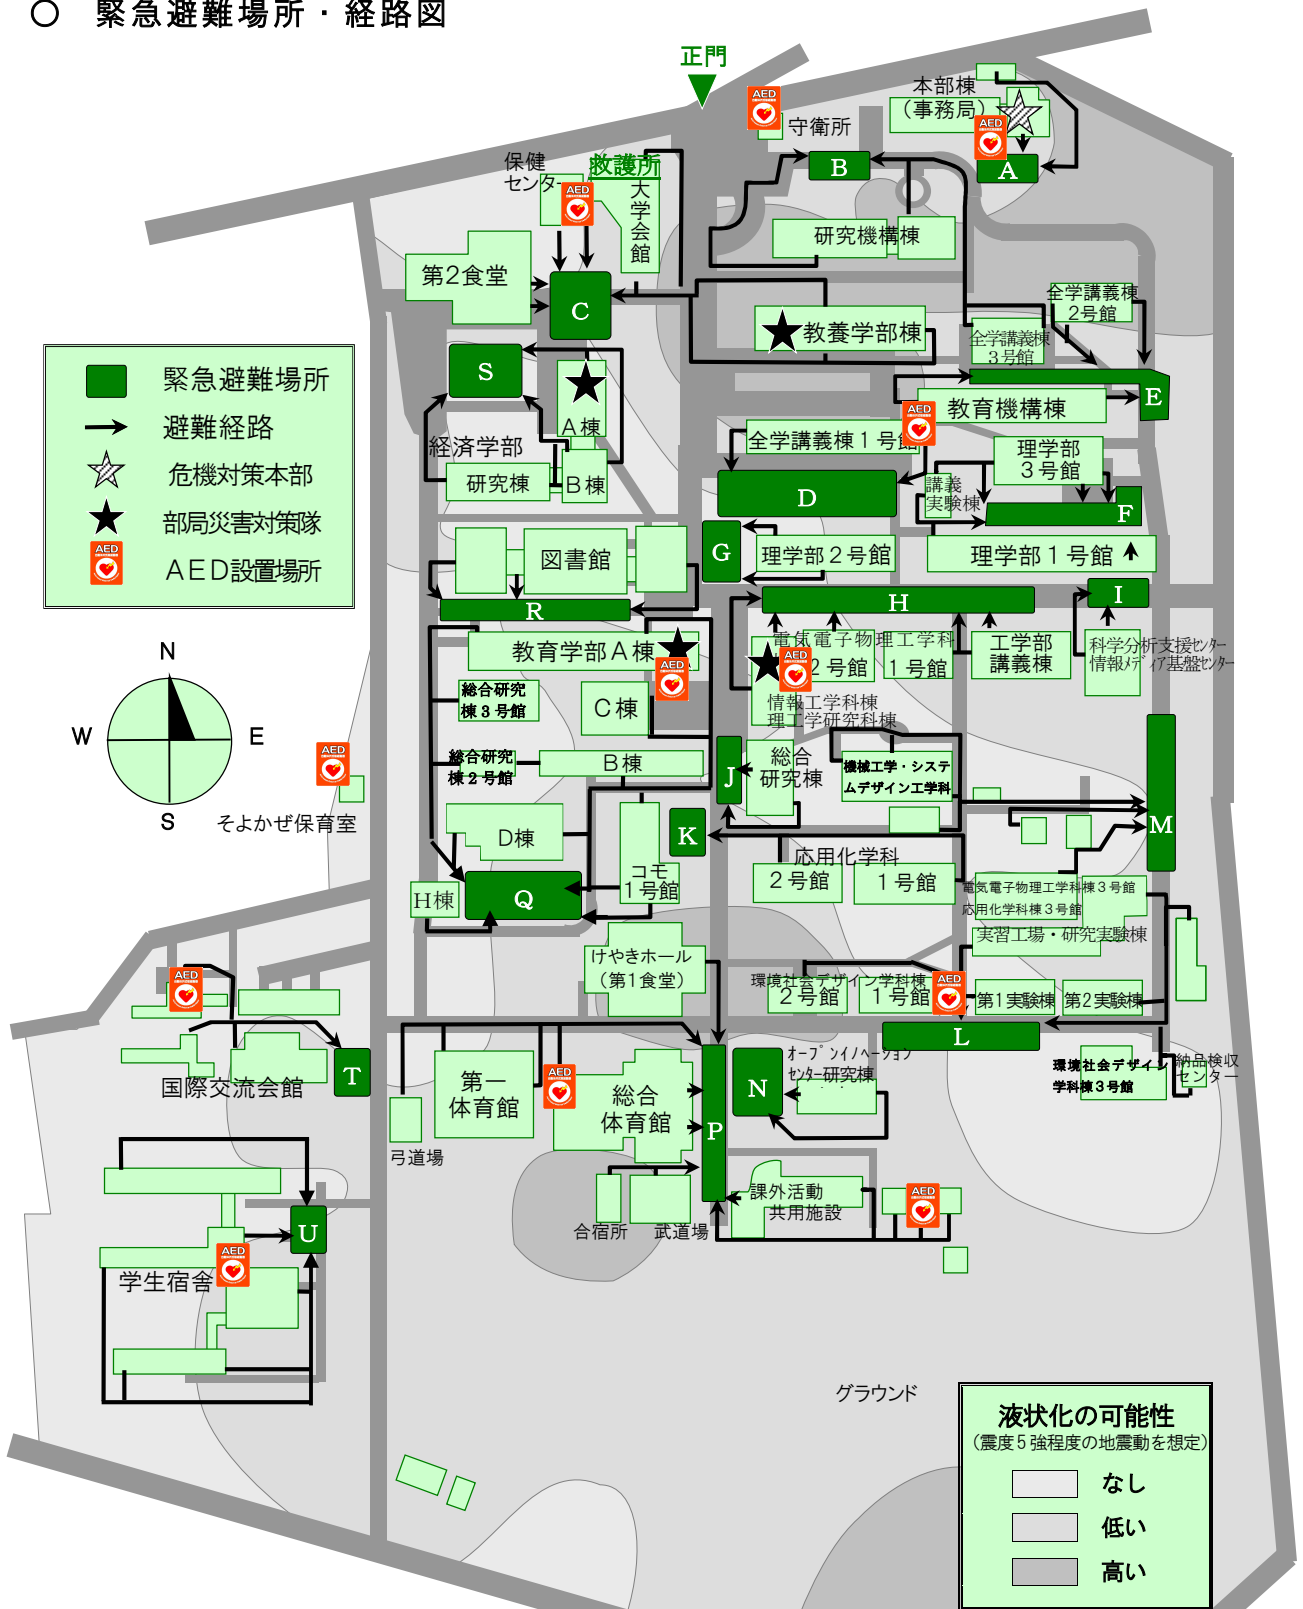 ○ 緊急避難場所・経路図
正門
AED
守衛所
本部棟
(事務局)
AED
A
B
保健
センター
救護所
AED
大学会館
研究機構棟
第2食堂
C
全学講義棟
2号館
教養学部棟
全学講義棟
3号館
緊急避難場所
避難経路
危機対策本部
部局災害対策隊
AED
AED設置場所
S
A棟
経済学部
研究棟
B棟
E
教育機構棟
AED
全学講義棟1号館
理学部
3号館
D
講義
実験棟
F
G
理学部2号館
理学部1号館
図書館
R
H
I
教育学部A棟
AED
電気電子物理工学科
2号館
1号館
AED
工学部
講義棟
科学分析支援センター
情報メディア基盤センター
総合研究
棟3号館
C棟
情報工学科棟
理工学研究科棟
N
W
E
S
総合研究
棟2号館
B棟
J
総合
研究棟
機械工学・システ
ムデザイン工学科
M
AED
そよかぜ保育室
D棟
K
応用化学科
2号館
1号館
コモ
1号館
H棟
Q
電気電子物理工学科棟3号館
応用化学科棟3号館
実習工場・研究実験棟
けやきホール
(第1食堂)
環境社会デザイン学科棟
2号館
1号館
AED
第1実験棟
第2実験棟
L
AED
国際交流会館
T
第一
体育館
AED
総合
体育館
P
N
オープンイノベーション
センター研究棟
環境社会デザイン
学科棟3号館
納品検収
センター
弓道場
合宿所
武道場
課外活動
共用施設
AED
U
AED
学生宿舎
グラウンド
液状化の可能性
(震度5強程度の地震動を想定)
なし
低い
高い